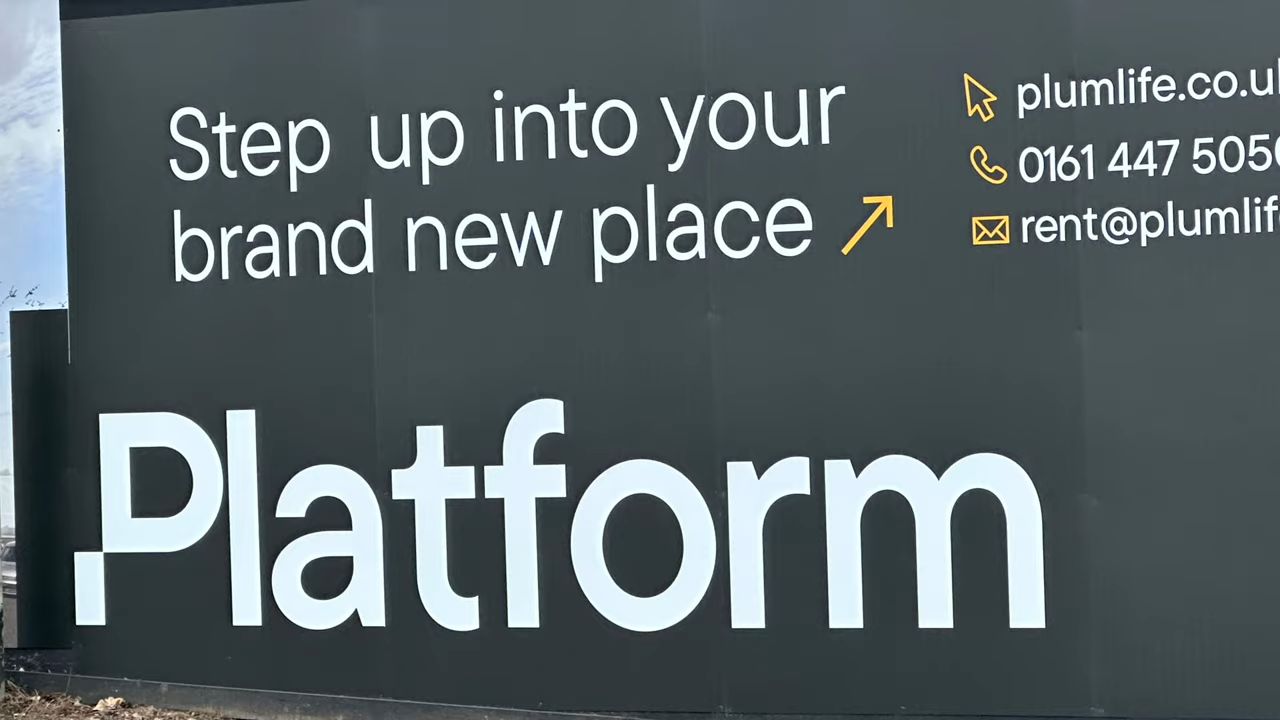 Step up into your
brand new place
plumlife.co.uk
0161 447 5050
rent@plumlif
Platform